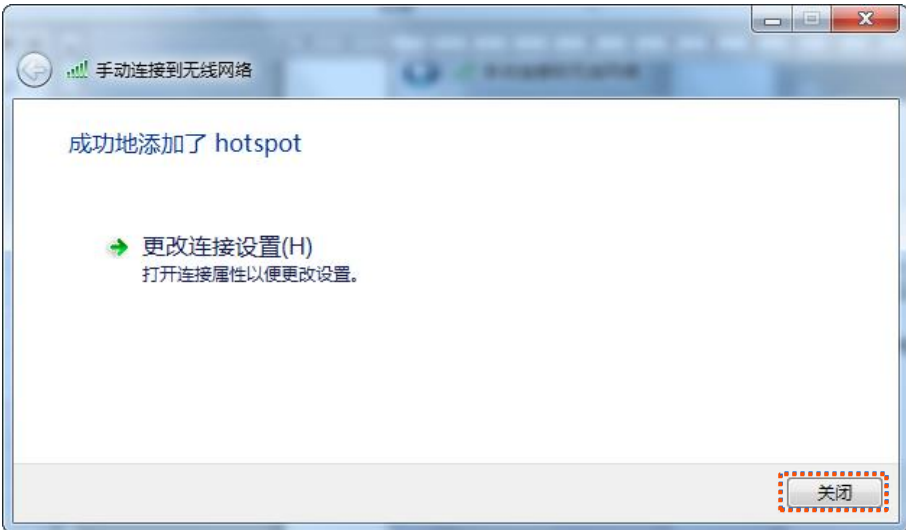 手动连接到无线网络
成功地添加了 hotspot
更改连接设置(H)
打开连接属性以便更改设置。
关闭